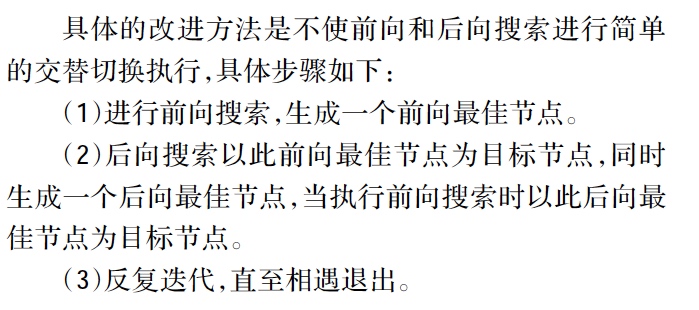 具体的改进方法是不使前向和后向搜索进行简单
的交替切换执行,具体步骤如下:
(1)进行前向搜索,生成一个前向最佳节点。
(2)后向搜索以此前向最佳节点为目标节点,同时
生成一个后向最佳节点,当执行前向搜索时以此后向最
佳节点为目标节点。
(3)反复迭代,直至相遇退出。